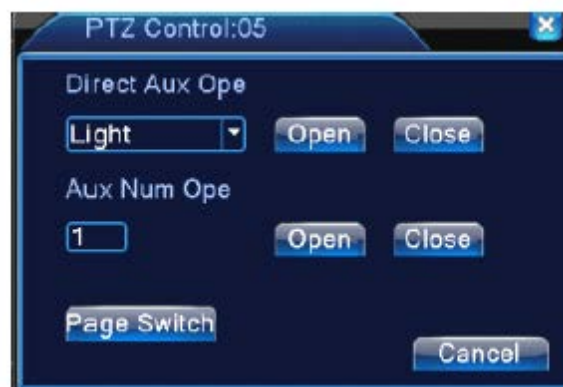 PTZ Control:05
Direct Aux Ope
Light Open Close
Aux Num Ope
1 Open Close
Page Switch
Cancel